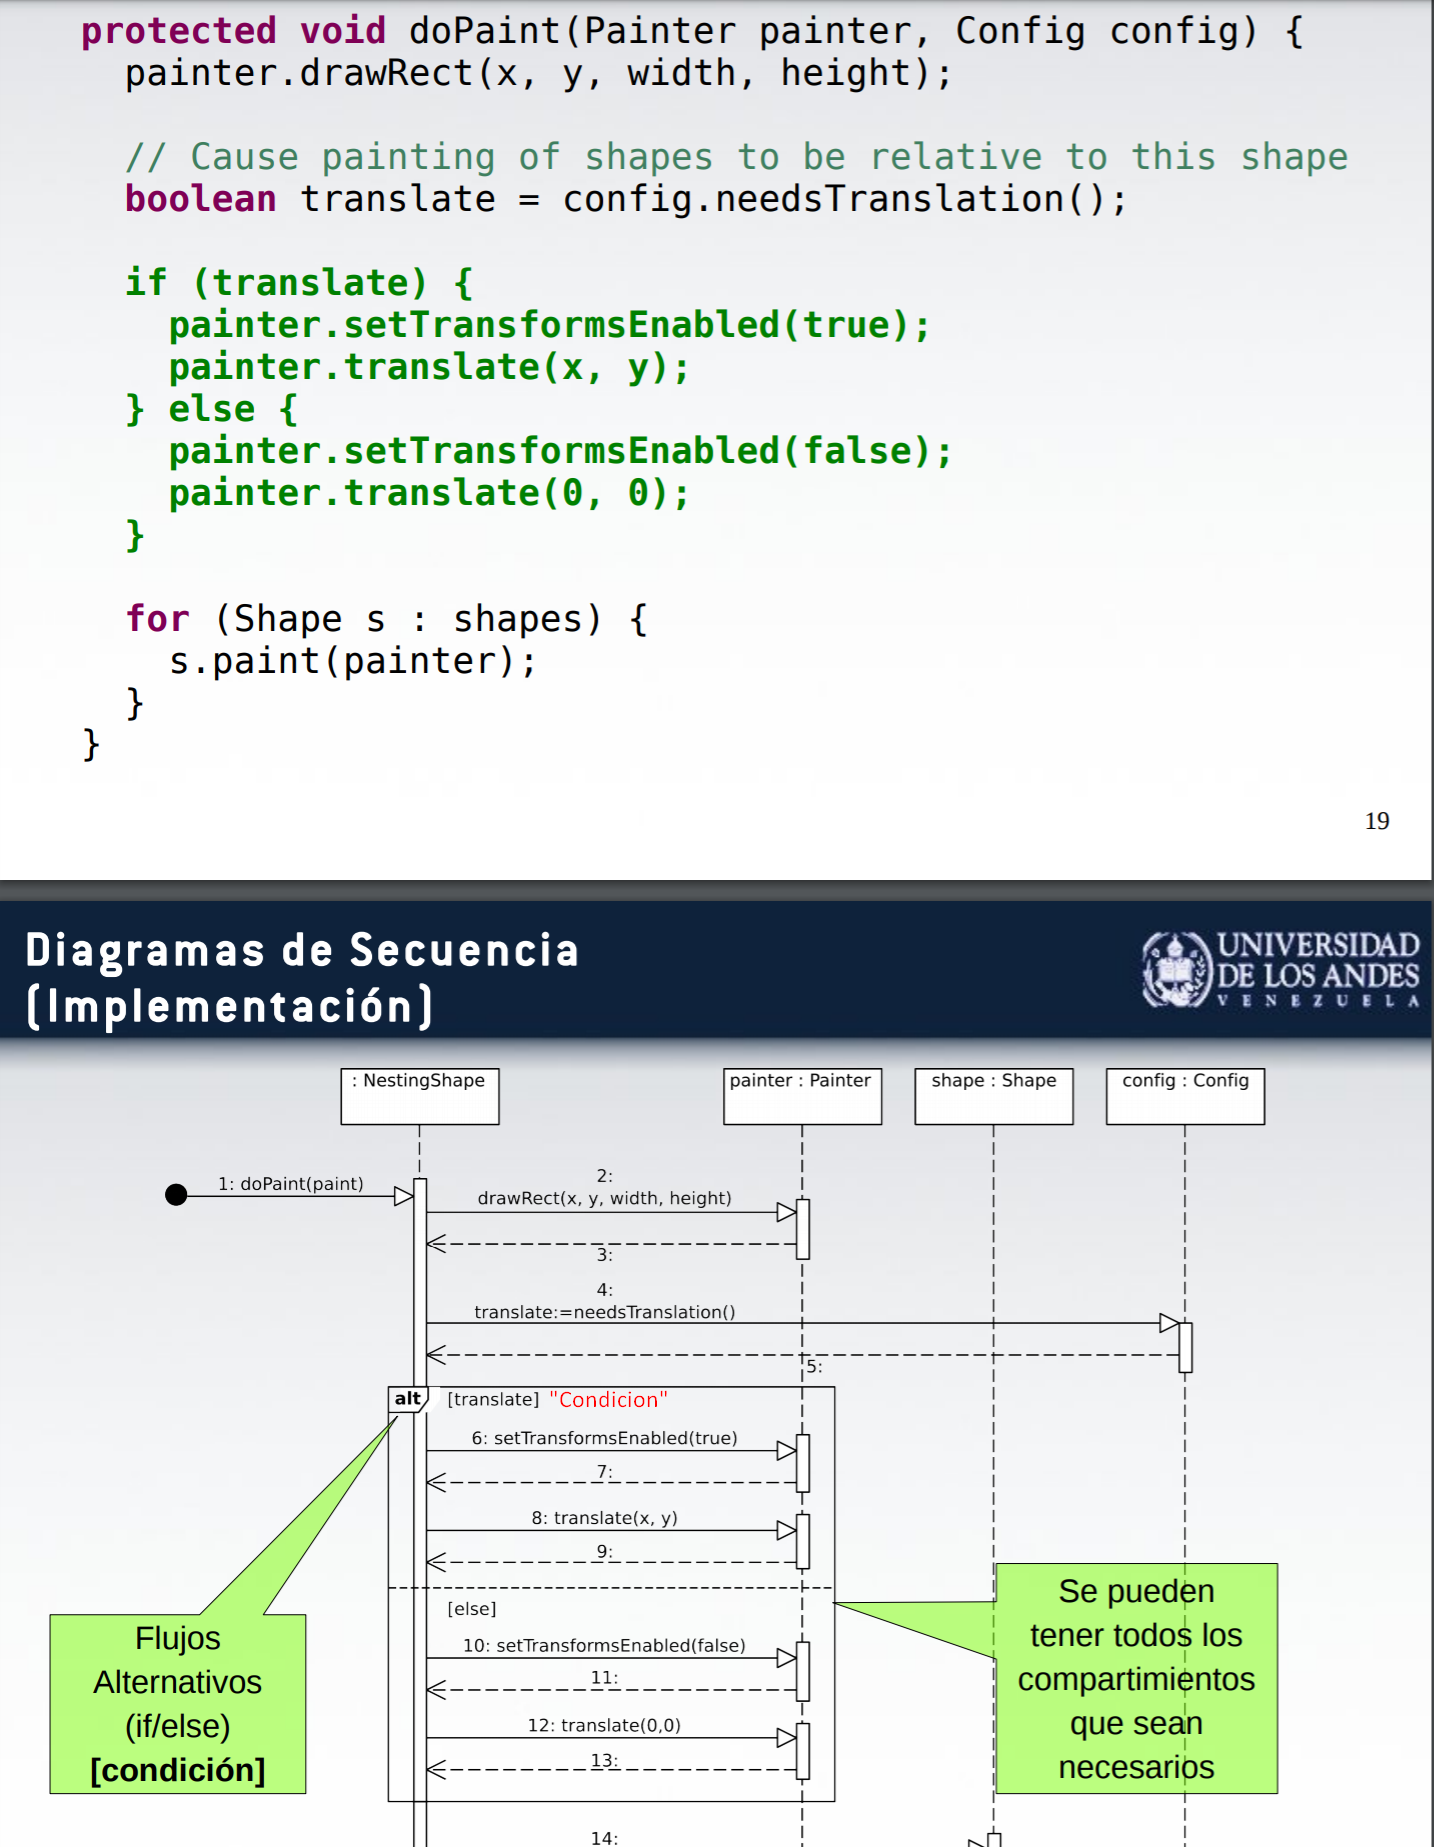 protected void doPaint(Painter painter, Config config) {
painter.drawRect(x, y, width, height);
// Cause painting of shapes to be relative to this shape
boolean translate = config.needsTranslation();
if (translate) {
painter.setTransformsEnabled(true);
painter.translate(x, y);
} else {
painter.setTransformsEnabled(false);
painter.translate(0, 0);
}
for (Shape s : shapes) {
s.paint(painter);
}
}
19
Diagramas de Secuencia
(Implementación)
UNIVERSIDAD
DE LOS ANDES
VENEZUELA
: NestingShape
painter : Painter
shape : Shape
config : Config
1: doPaint(paint)
2:
drawRect(x, y, width, height)
3:
4:
translate:=needsTranslation()
5:
alt
[translate] "Condicion"
6: setTransformsEnabled(true)
7:
8: translate(x, y)
9:
[else]
10: setTransformsEnabled(false)
11:
12: translate(0,0)
13:
14:
Flujos
Alternativos
(if/else)
[condición]
Se pueden
tener todos los
compartimientos
que sean
necesarios